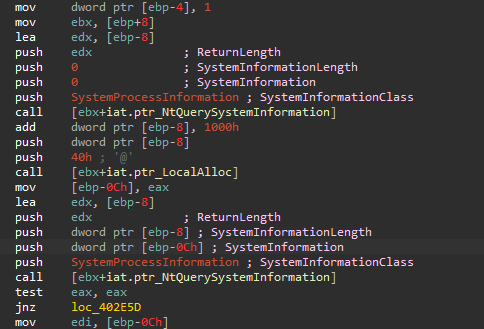 mov dword ptr [ebp-4], 1
mov ebx, [ebp+8]
lea edx, [ebp-8]
push edx ; ReturnLength
push 0 ; SystemInformationLength
push 0 ; SystemInformation
push SystemProcessInformation ; SystemInformationClass
call [ebx+iat.ptr_NtQuerySystemInformation]
add dword ptr [ebp-8], 1000h
push dword ptr [ebp-8]
push 40h ; '@'
call [ebx+iat.ptr_LocalAlloc]
mov [ebp-0Ch], eax
lea edx, [ebp-8]
push edx ; ReturnLength
push dword ptr [ebp-8] ; SystemInformationLength
push dword ptr [ebp-0Ch] ; SystemInformation
push SystemProcessInformation ; SystemInformationClass
call [ebx+iat.ptr_NtQuerySystemInformation]
test eax, eax
jnz loc_402E5D
mov edi, [ebp-0Ch]